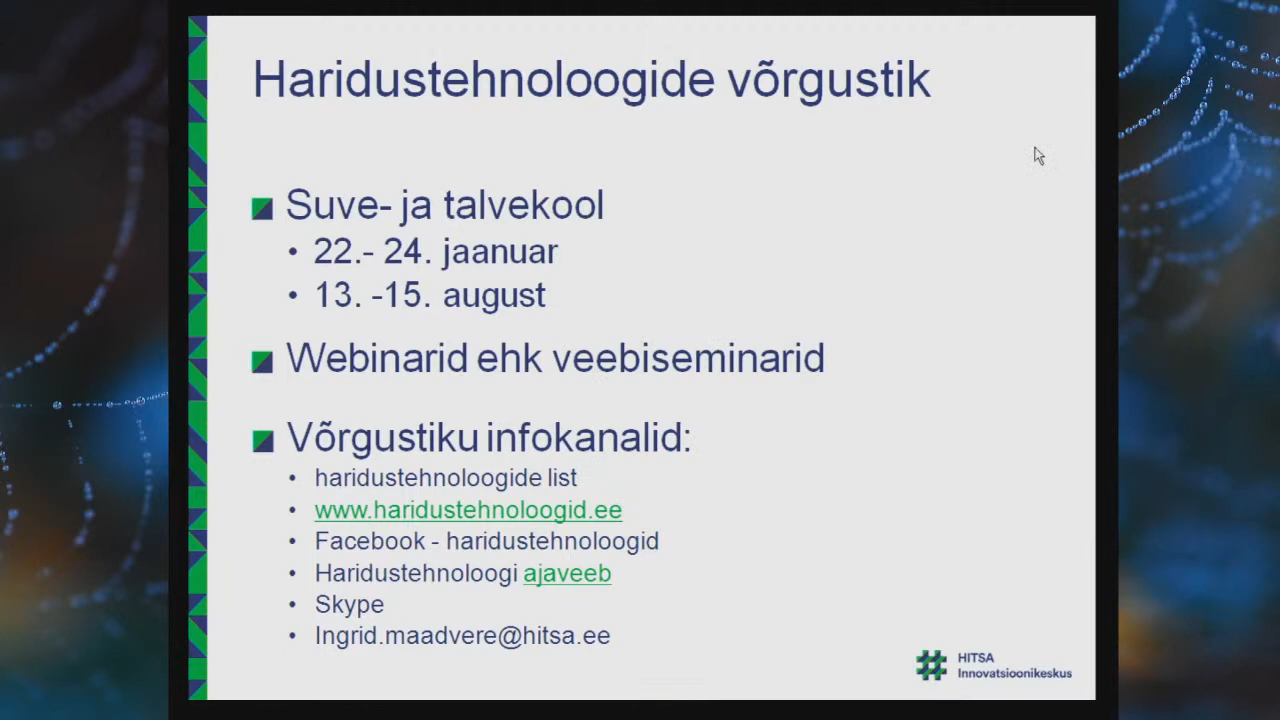 Haridustehnoloogide võrgustik
Suve- ja talvekool
• 22.- 24. jaanuar
• 13. -15. august
Webinarid ehk veebiseminarid
Võrgustiku infokanalid:
• haridustehnoloogide list
• www.haridustehnoloogid.ee
• Facebook - haridustehnoloogid
• Haridustehnoloogi ajaveeb
• Skype
• Ingrid.maadvere@hitsa.ee
HITSA
Innovatsioonikeskus